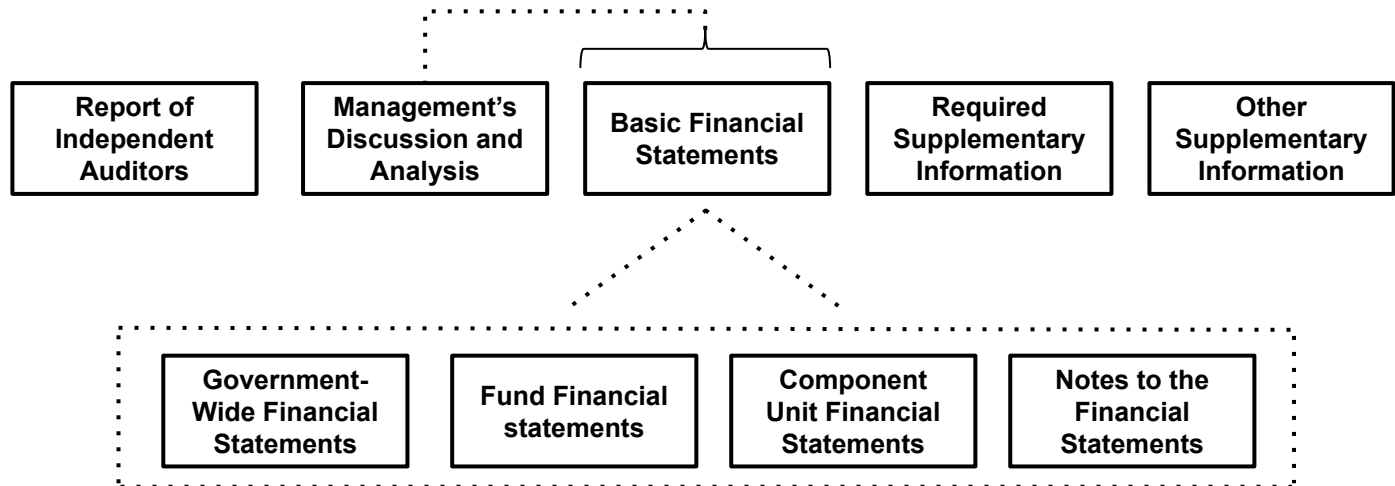 Report of
Independent
Auditors
Management’s
Discussion and
Analysis
Basic Financial
Statements
Required
Supplementary
Information
Other
Supplementary
Information
Government-
Wide Financial
Statements
Fund Financial
statements
Component
Unit Financial
Statements
Notes to the
Financial
Statements